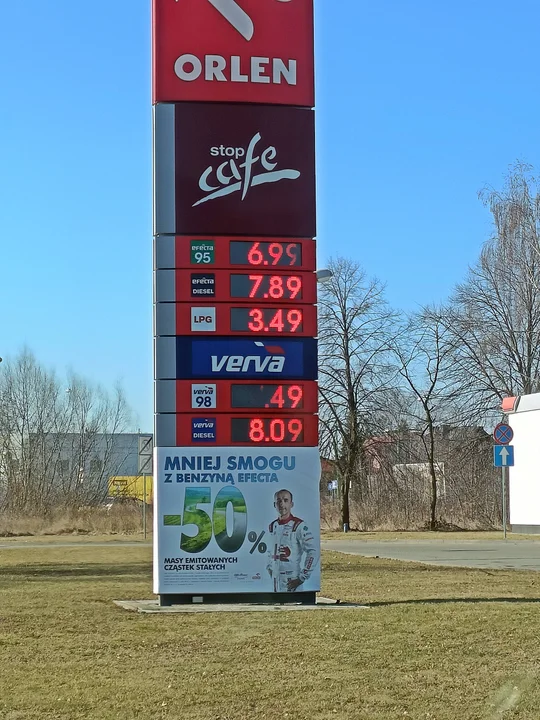 ORLEN
stop
cafe
efecta
95
6.99
efecta
DIESEL
7.89
LPG
3.49
verva
verva
98
.49
verva
DIESEL
8.09
MNIEJ SMOGU
Z BENZYNĄ EFECTA
-50%
MASY EMITOWANYCH
CZĄSTEK STAŁYCH